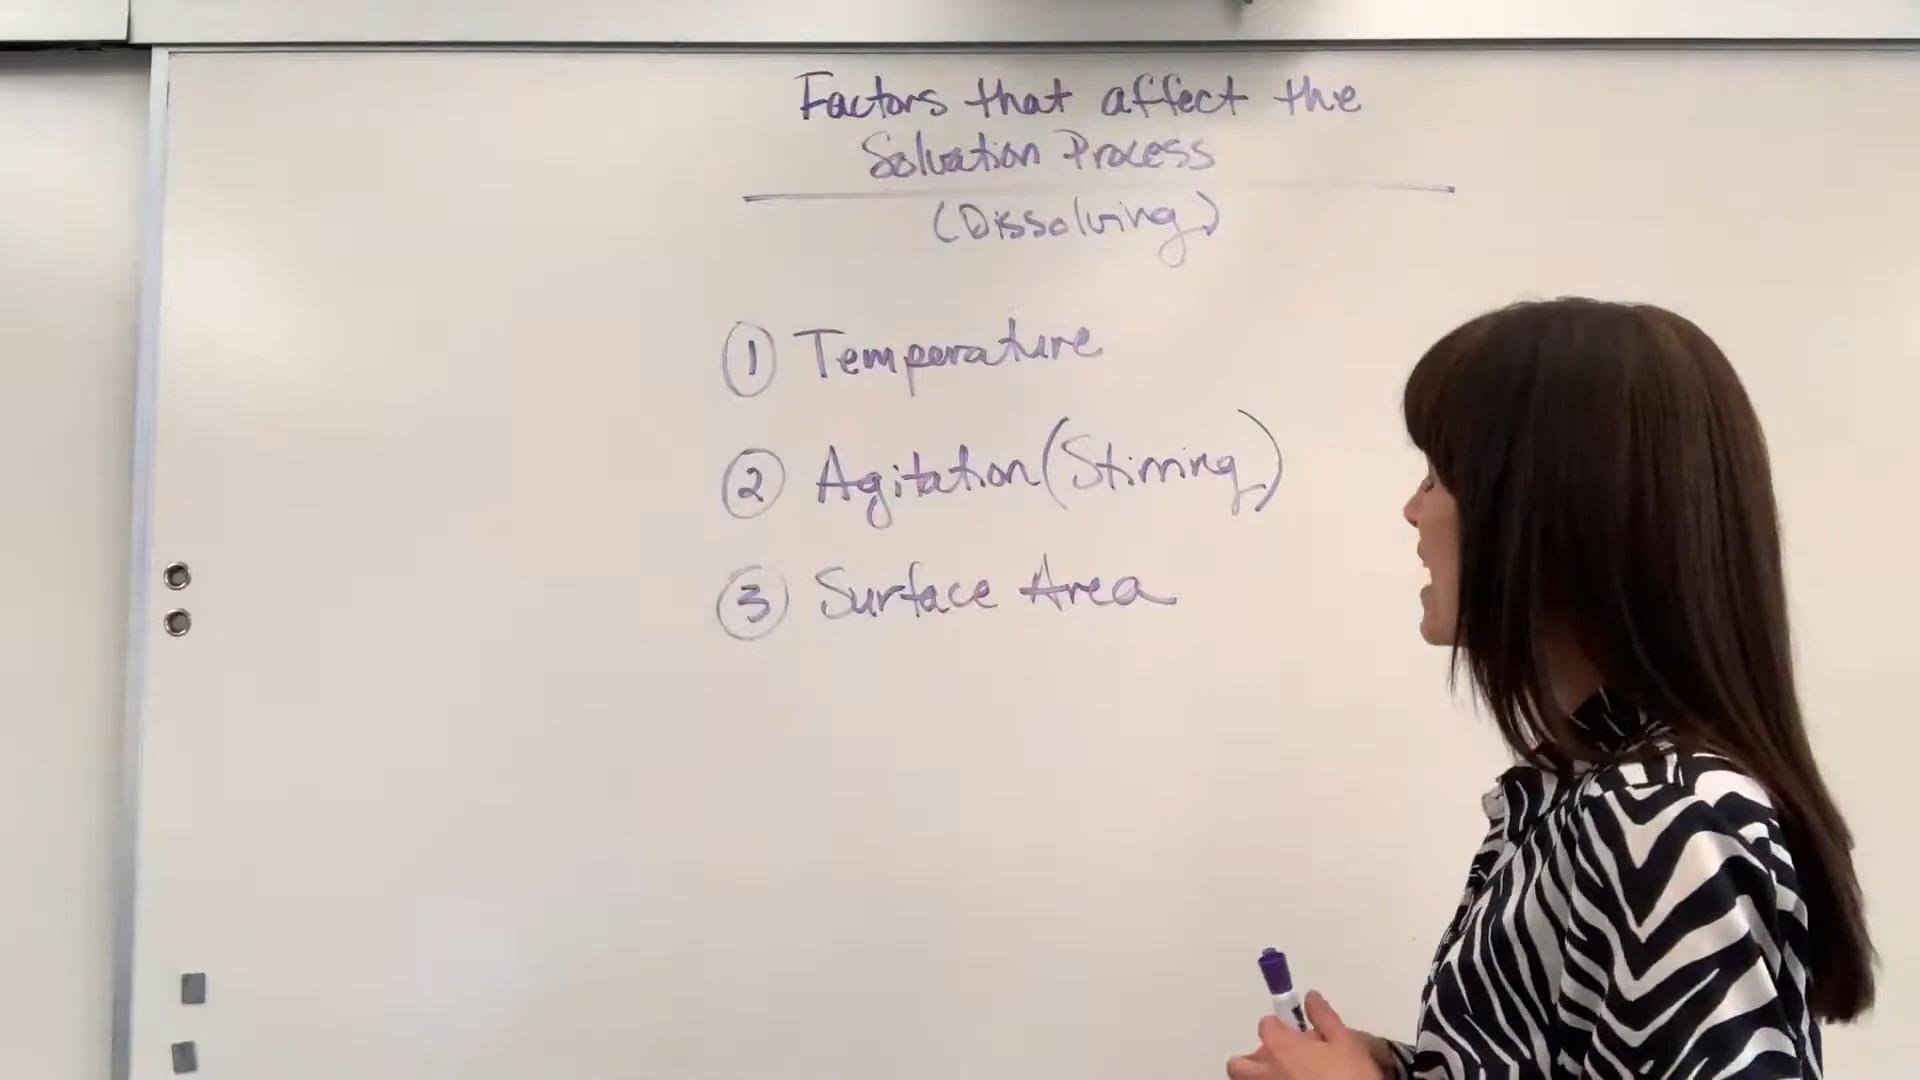 Factors that affect the
Solvation Process
(Dissolving)
① Temperature
② Agitation (Stirring)
③ Surface Area